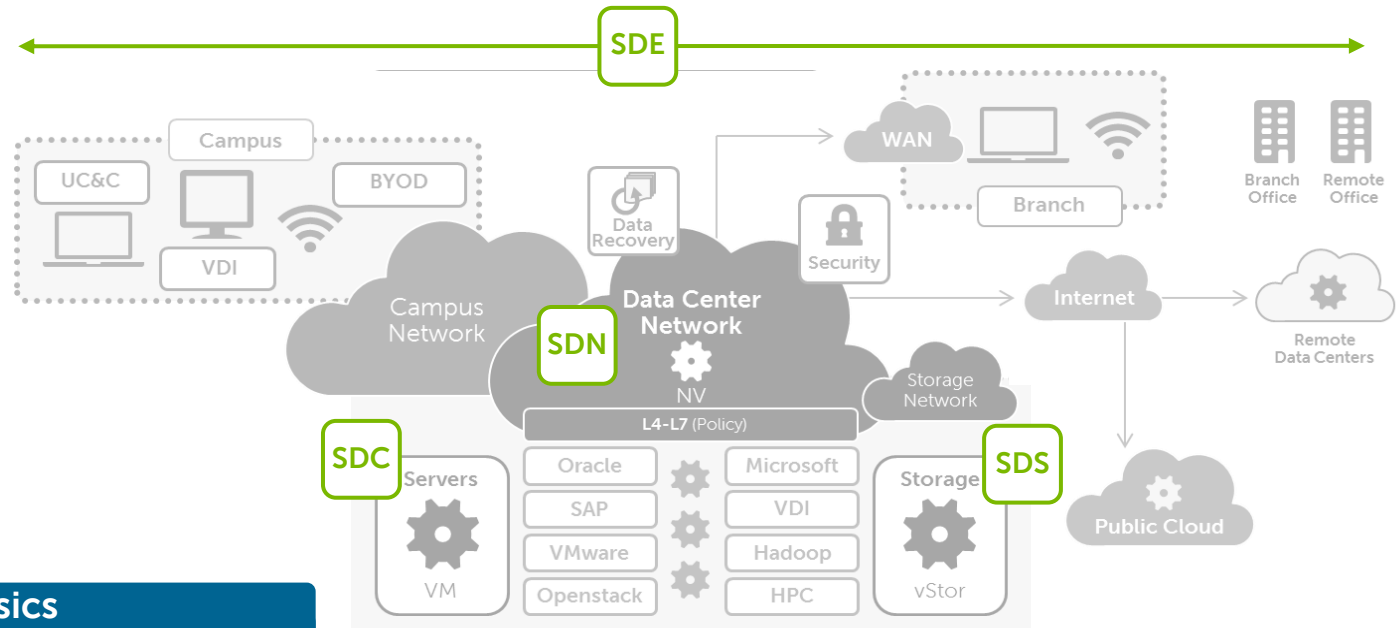 SDE
Campus
UC&C
BYOD
VDI
WAN
Branch
Branch
Office
Remote
Office
Data
Recovery
Security
Campus
Network
Data Center
Network
SDN
NV
Internet
Remote
Data Centers
Storage
Network
L4-L7 (Policy)
SDC
Servers
VM
Oracle
SAP
VMware
Openstack
Microsoft
VDI
Hadoop
HPC
SDS
Storage
vStor
Public Cloud
sics